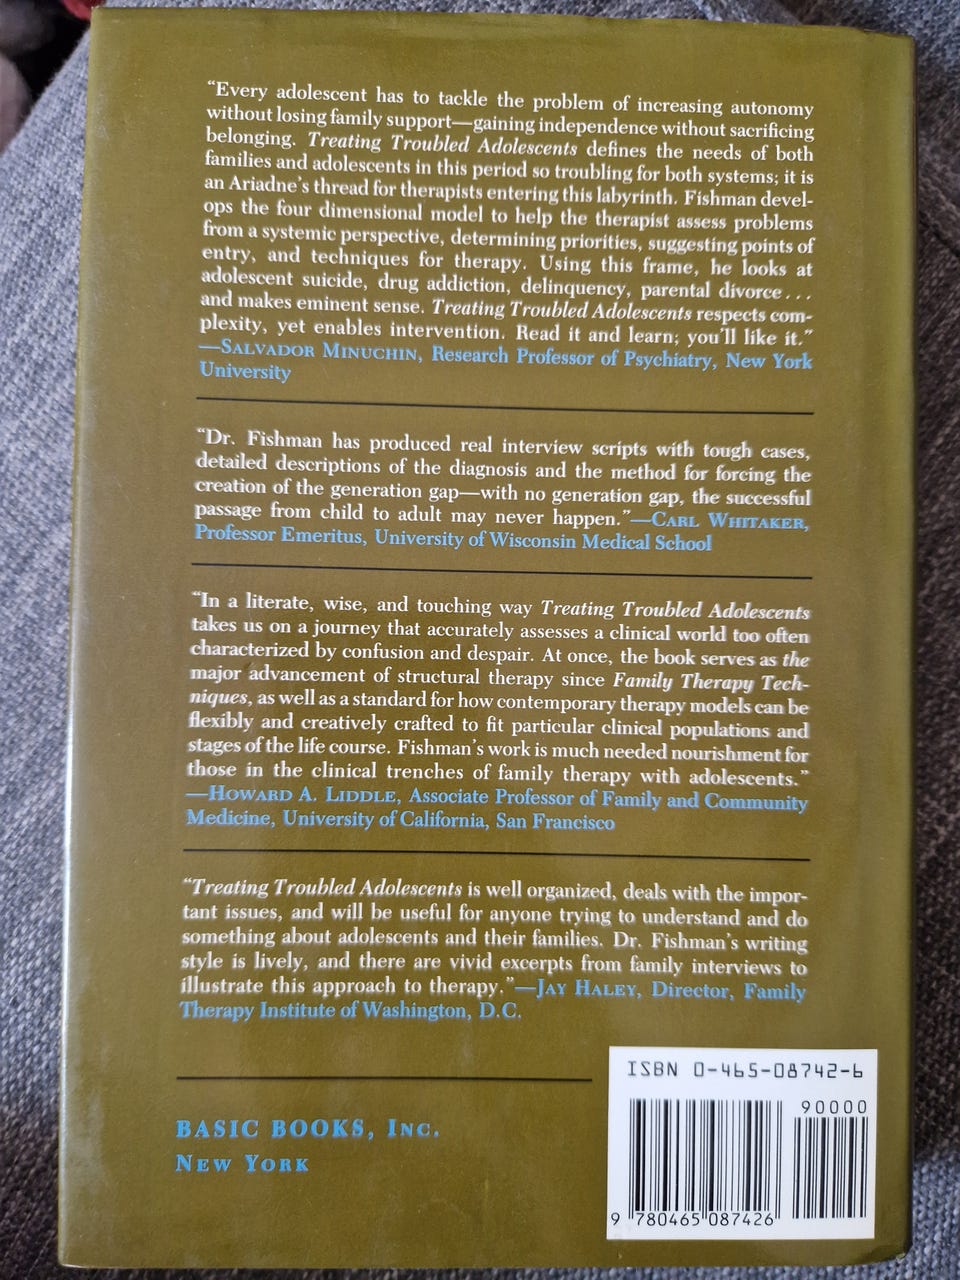 “Every adolescent has to tackle the problem of increasing autonomy
without losing family support—gaining independence without sacrificing
belonging. Treating Troubled Adolescents defines the needs of both
families and adolescents in this period so troubling for both systems; it is
an Ariadne’s thread for therapists entering this labyrinth. Fishman devel-
ops the four dimensional model to help the therapist assess problems
from a systemic perspective, determining priorities, suggesting points of
entry, and techniques for therapy. Using this frame, he looks at
adolescent suicide, drug addiction, delinquency, parental divorce . . .
and makes eminent sense. Treating Troubled Adolescents respects com-
plexity, yet enables intervention. Read it and learn; you’ll like it.”
—SALVADOR MINUCHIN, Research Professor of Psychiatry, New York
University
“Dr. Fishman has produced real interview scripts with tough cases,
detailed descriptions of the diagnosis and the method for forcing the
creation of the generation gap—with no generation gap, the successful
passage from child to adult may never happen.”—CARL WHITAKER,
Professor Emeritus, University of Wisconsin Medical School
“In a literate, wise, and touching way Treating Troubled Adolescents
takes us on a journey that accurately assesses a clinical world too often
characterized by confusion and despair. At once, the book serves as the
major advancement of structural therapy since Family Therapy Tech-
niques, as well as a standard for how contemporary therapy models can be
flexibly and creatively crafted to fit particular clinical populations and
stages of the life course. Fishman’s work is much needed nourishment for
those in the clinical trenches of family therapy with adolescents.”
—HOWARD A. LIDDLE, Associate Professor of Family and Community
Medicine, University of California, San Francisco
“Treating Troubled Adolescents is well organized, deals with the impor-
tant issues, and will be useful for anyone trying to understand and do
something about adolescents and their families. Dr. Fishman’s writing
style is lively, and there are vivid excerpts from family interviews to
illustrate this approach to therapy.”—JAY HALEY, Director, Family
Therapy Institute of Washington, D.C.
BASIC BOOKS, INC.
NEW YORK
ISBN 0-465-08742-6
90000
9 780465 087426